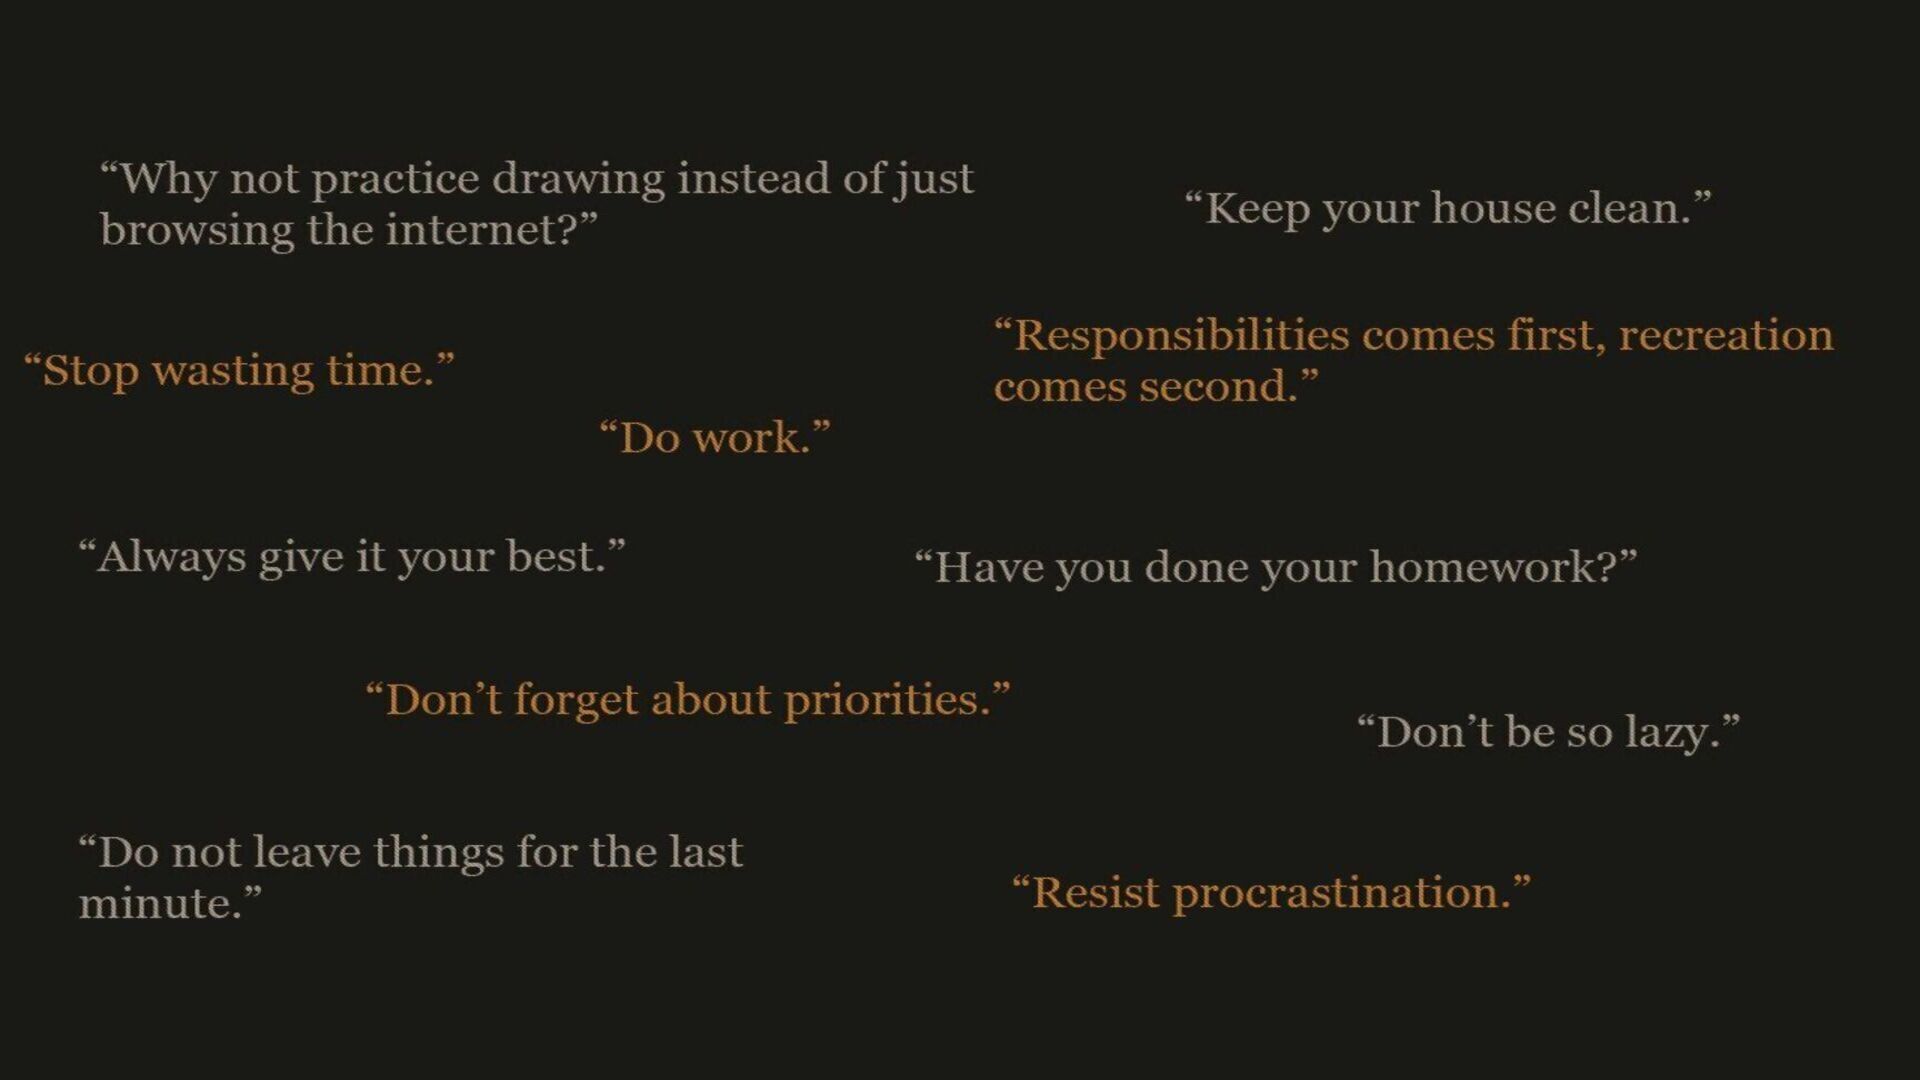 “Why not practice drawing instead of just
browsing the internet?”
“Keep your house clean.”
“Responsibilities comes first, recreation
comes second.”
“Stop wasting time.”
“Do work.”
“Always give it your best.”
“Have you done your homework?”
“Don’t forget about priorities.”
“Don’t be so lazy.”
“Do not leave things for the last
minute.”
“Resist procrastination.”